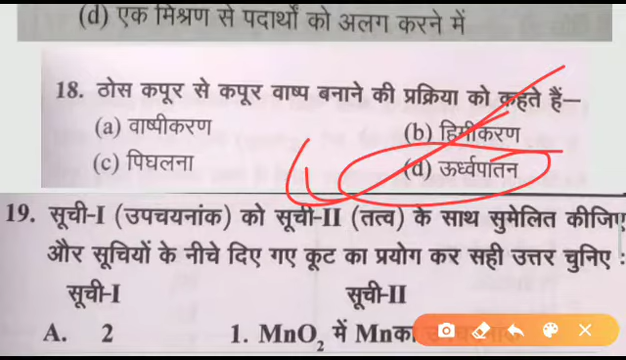 (d) एक मिश्रण से पदार्थों को अलग करने में
18. ठोस कपूर से कपूर वाष्प बनाने की प्रक्रिया को कहते हैं—
(a) वाष्पीकरण (b) हिमीकरण
(c) पिघलना (d) ऊर्ध्वपातन
19. सूची-I (उपचयनांक) को सूची-II (तत्व) के साथ सुमेलित कीजिए
और सूचियों के नीचे दिए गए कूट का प्रयोग कर सही उत्तर चुनिए :
सूची-I सूची-II
A. 2 1. MnO₂ में Mn का